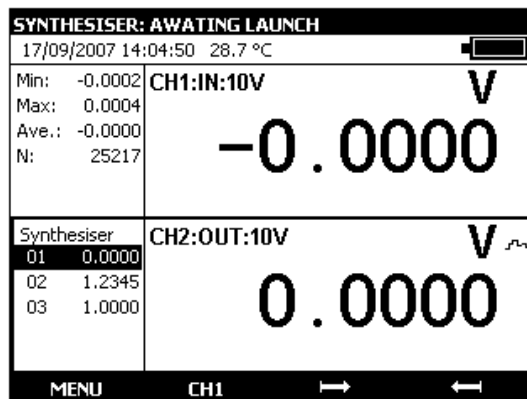 SYNTHESISER: AWATING LAUNCH
17/09/2007 14:04:50 28.7 °C
Min: -0.0002
Max: 0.0004
Ave.: -0.0000
N: 25217
CH1:IN:10V
V
-0.0000
Synthesiser
01 0.0000
02 1.2345
03 1.0000
CH2:OUT:10V
V
0.0000
MENU CH1